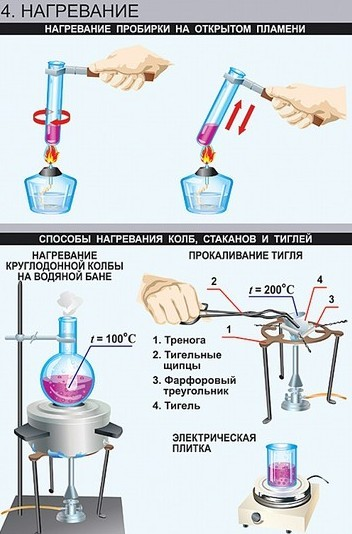 4. НАГРЕВАНИЕ
НАГРЕВАНИЕ ПРОБИРКИ НА ОТКРЫТОМ ПЛАМЕНИ
СПОСОБЫ НАГРЕВАНИЯ КОЛБ, СТАКАНОВ И ТИГЛЕЙ
НАГРЕВАНИЕ
КРУГЛОДОННОЙ КОЛБЫ
НА ВОДЯНОЙ БАНЕ
t = 100°C
ПРОКАЛИВАНИЕ ТИГЛЯ
2
t = 200°C
4
3
1
1. Тренога
2. Тигельные
щипцы
3. Фарфоровый
треугольник
4. Тигель
ЭЛЕКТРИЧЕСКАЯ
ПЛИТКА